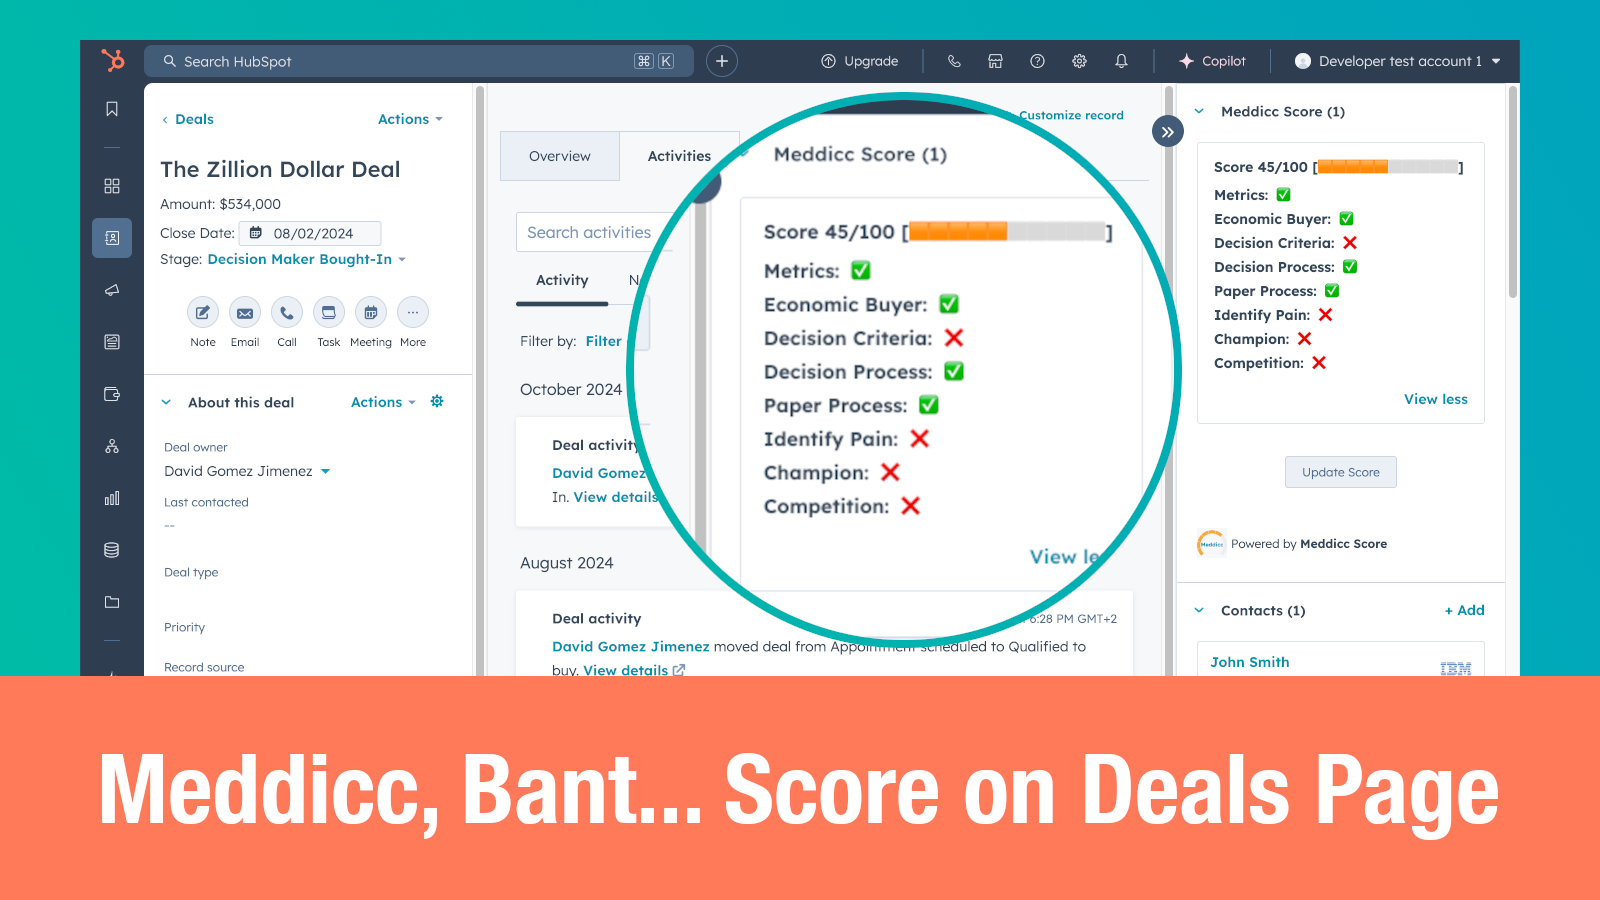 Search HubSpot
⌘ K
Upgrade
Copilot
Developer test account 1
Deals
Actions
The Zillion Dollar Deal
Amount: $534,000
Close Date: 08/02/2024
Stage: Decision Maker Bought-In
Note Email Call Task Meeting More
About this deal
Actions
Deal owner
David Gomez Jimenez
Last contacted
--
Deal type
Priority
Record source
Customize record
Overview
Activities
Search activities
Activity
Filter by: Filter
October 2024
Deal activity
David Gomez
In. View details
August 2024
Deal activity
6:28 PM GMT+2
David Gomez Jimenez moved deal from Appointment scheduled to Qualified to
buy. View details
Meddicc Score (1)
Score 45/100 [ ]
Metrics: ✅
Economic Buyer: ✅
Decision Criteria: ❌
Decision Process: ✅
Paper Process: ✅
Identify Pain: ❌
Champion: ❌
Competition: ❌
View le
Meddicc Score (1)
Score 45/100 [ ]
Metrics: ✅
Economic Buyer: ✅
Decision Criteria: ❌
Decision Process: ✅
Paper Process: ✅
Identify Pain: ❌
Champion: ❌
Competition: ❌
View less
Update Score
Meddicc
Powered by Meddicc Score
Contacts (1)
+ Add
John Smith
IBM
Meddicc, Bant... Score on Deals Page